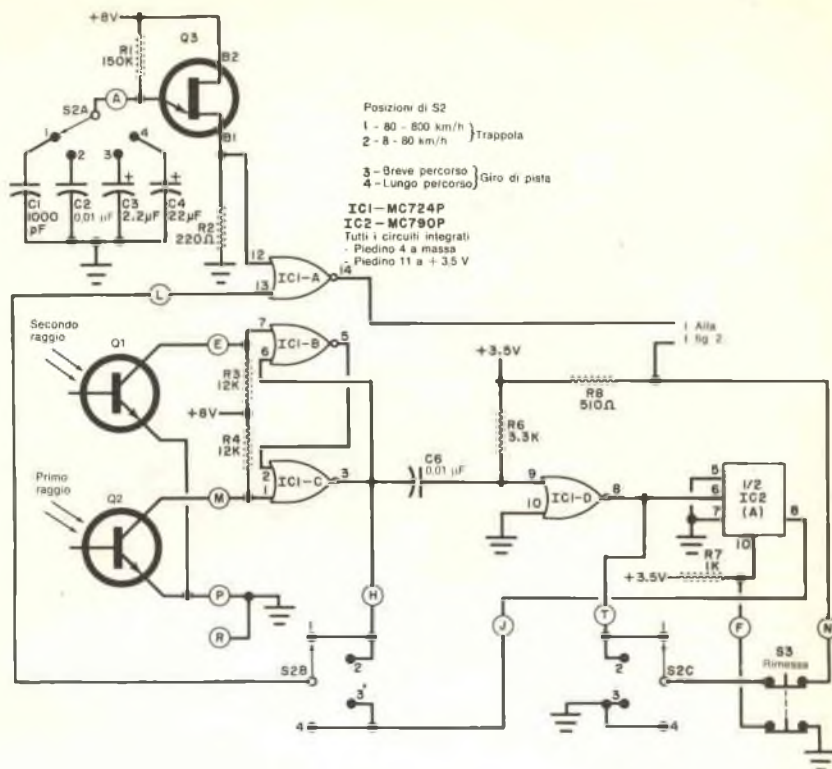 +8V
R1
150K
Q3
B2
A
S2A
B1
1
2
3
4
C1
1000
pF
C2
0,01 µF
C3
2.2µF
C4
22µF
R2
220Ω
Posizioni di S2
1 - 80 - 800 km/h
2 - 8 - 80 km/h
Trappola
3 - Breve percorso
4 - Lungo percorso
Giro di pista
IC1-MC724P
IC2-MC790P
Tutti i circuiti integrati
- Piedino 4 a massa
- Piedino 11 a + 3,5 V
12
13
IC1-A
14
L
Alla
fig 2
Secondo
raggio
Q1
E
7
6
IC1-B
5
R3
12K
+8V
R4
12K
2
1
IC1-C
3
Primo
raggio
Q2
M
P
R
H
C6
0,01 µF
+3.5V
R6
3.3K
R8
510Ω
9
10
IC1-D
8
5
6
7
1/2
IC2
(A)
8
10
R7
1K
+3.5V
J
T
F
N
1
S2B
2
3
4
1
2
S2C
3
4
S3
Rimessa